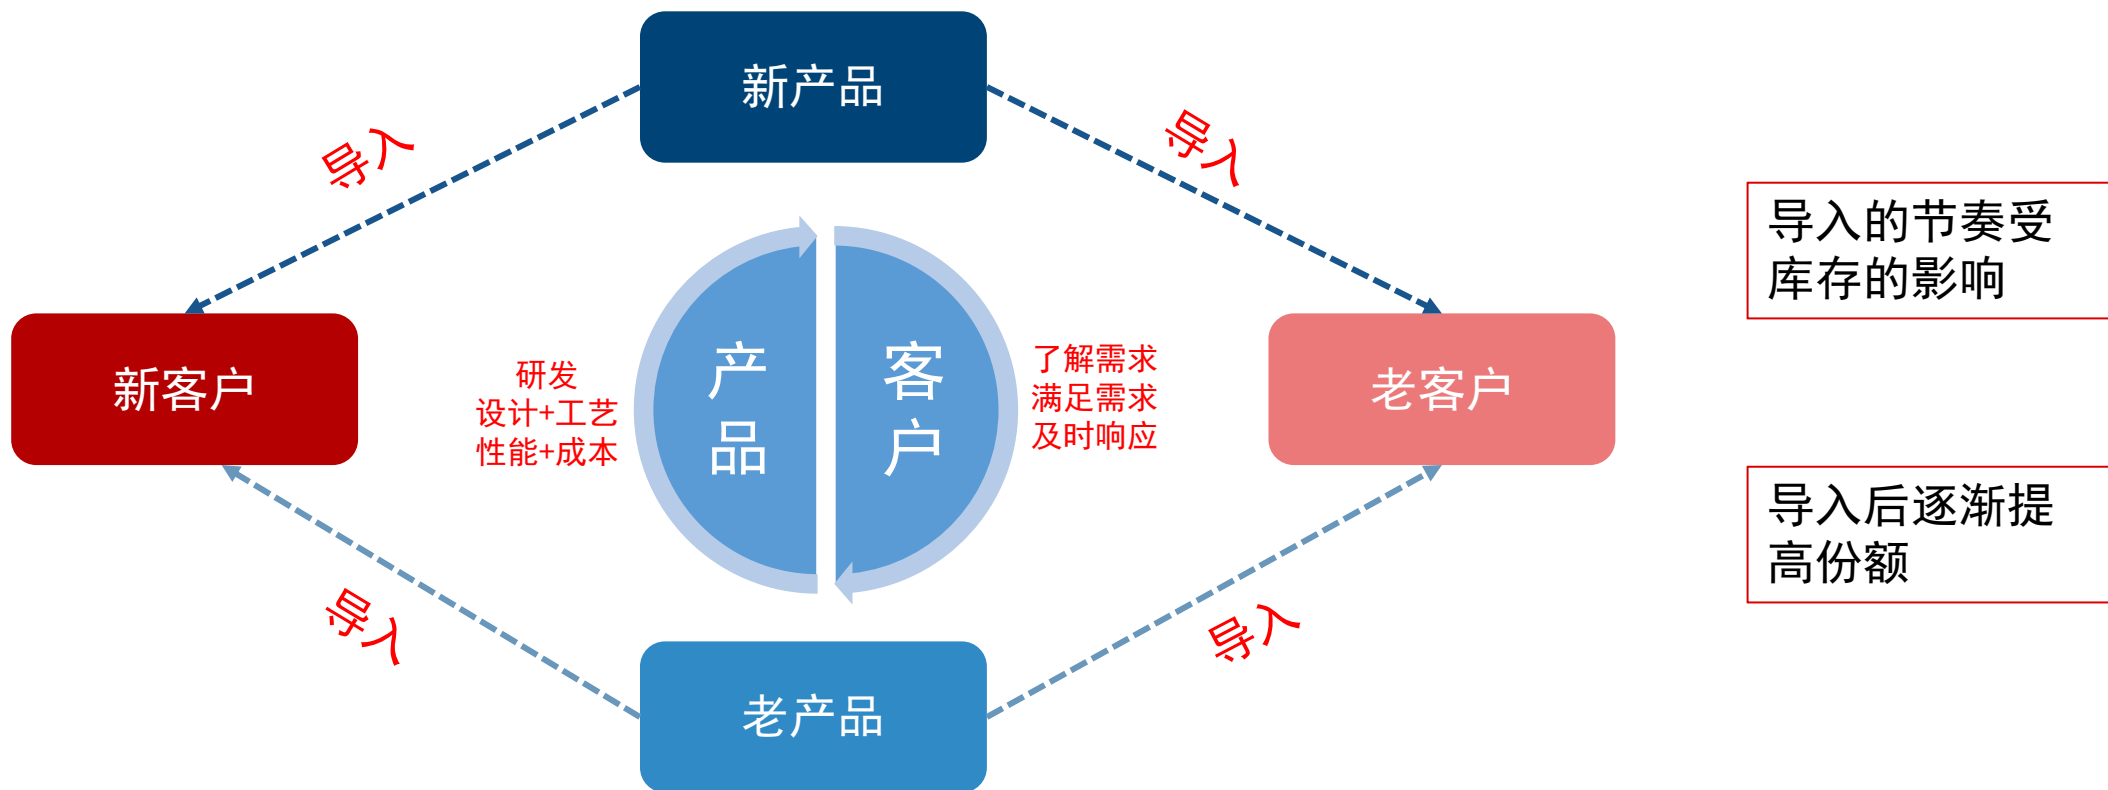 新产品
导入
导入
导入的节奏受
库存的影响
新客户
研发
设计+工艺
性能+成本
产
品
客
户
了解需求
满足需求
及时响应
老客户
导入后逐渐提
高份额
导入
导入
老产品